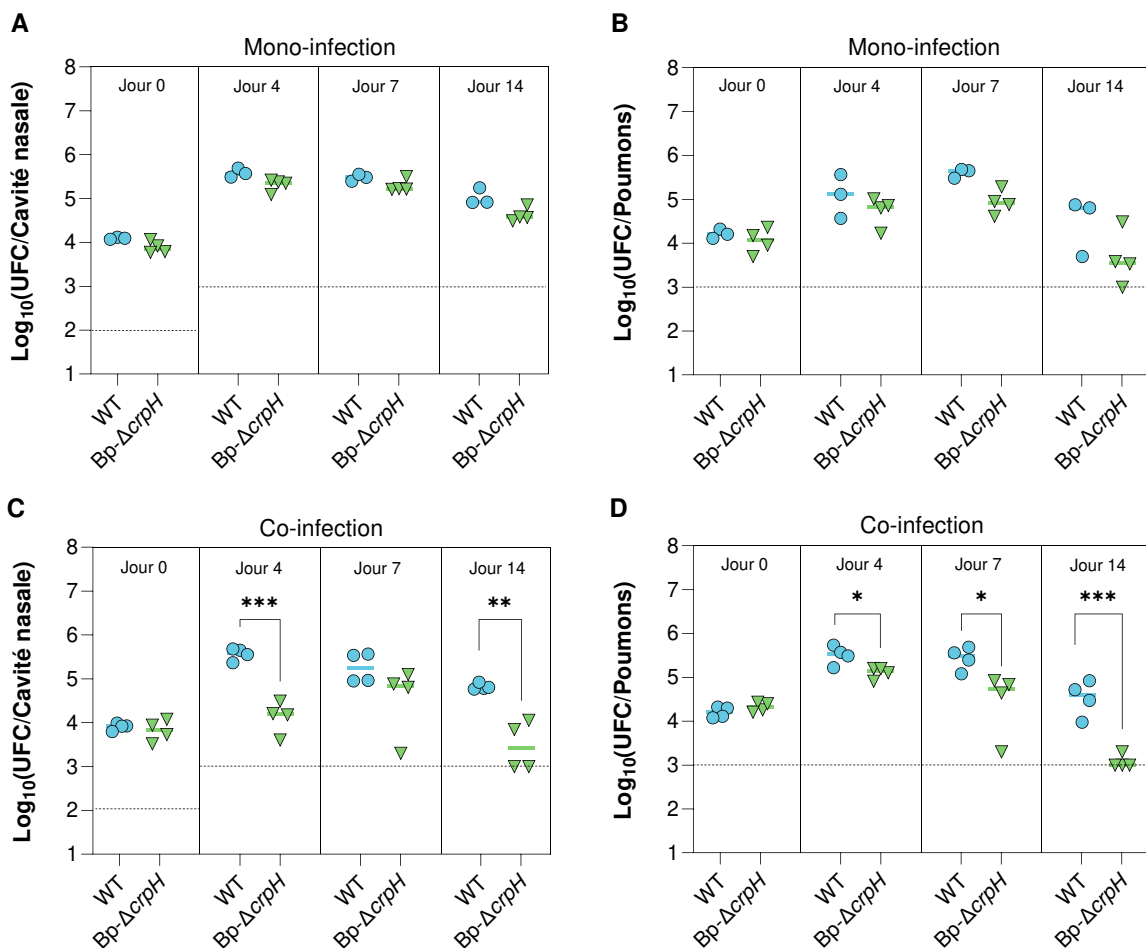 A
Mono-infection
Log₁₀(UFC/Cavité nasale)
8
7
6
5
4
3
2
1
Jour 0
Jour 4
Jour 7
Jour 14
WT
Bp-ΔcrpH
WT
Bp-ΔcrpH
WT
Bp-ΔcrpH
WT
Bp-ΔcrpH
B
Mono-infection
Log₁₀(UFC/Poumons)
8
7
6
5
4
3
2
1
Jour 0
Jour 4
Jour 7
Jour 14
WT
Bp-ΔcrpH
WT
Bp-ΔcrpH
WT
Bp-ΔcrpH
WT
Bp-ΔcrpH
C
Co-infection
Log₁₀(UFC/Cavité nasale)
8
7
6
5
4
3
2
1
Jour 0
Jour 4
Jour 7
Jour 14
***
**
WT
Bp-ΔcrpH
WT
Bp-ΔcrpH
WT
Bp-ΔcrpH
WT
Bp-ΔcrpH
D
Co-infection
Log₁₀(UFC/Poumons)
8
7
6
5
4
3
2
1
Jour 0
Jour 4
Jour 7
Jour 14
*
*
***
WT
Bp-ΔcrpH
WT
Bp-ΔcrpH
WT
Bp-ΔcrpH
WT
Bp-ΔcrpH